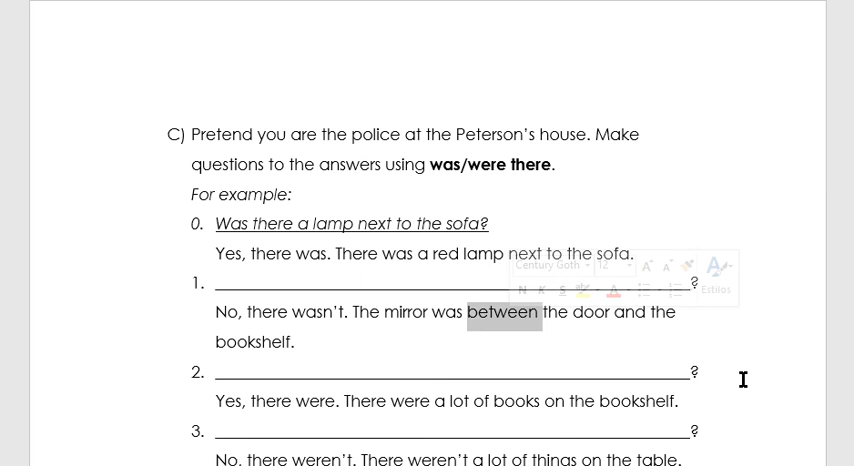 C) Pretend you are the police at the Peterson’s house. Make
questions to the answers using was/were there.
For example:
0. Was there a lamp next to the sofa?
Yes, there was. There was a red lamp next to the sofa.
Century Goth 12 A A A
1. ?
N K S aby A Estilos
No, there wasn’t. The mirror was between the door and the
bookshelf.
2. ?
Yes, there were. There were a lot of books on the bookshelf.
3. ?
No, there weren’t. There weren’t a lot of things on the table.